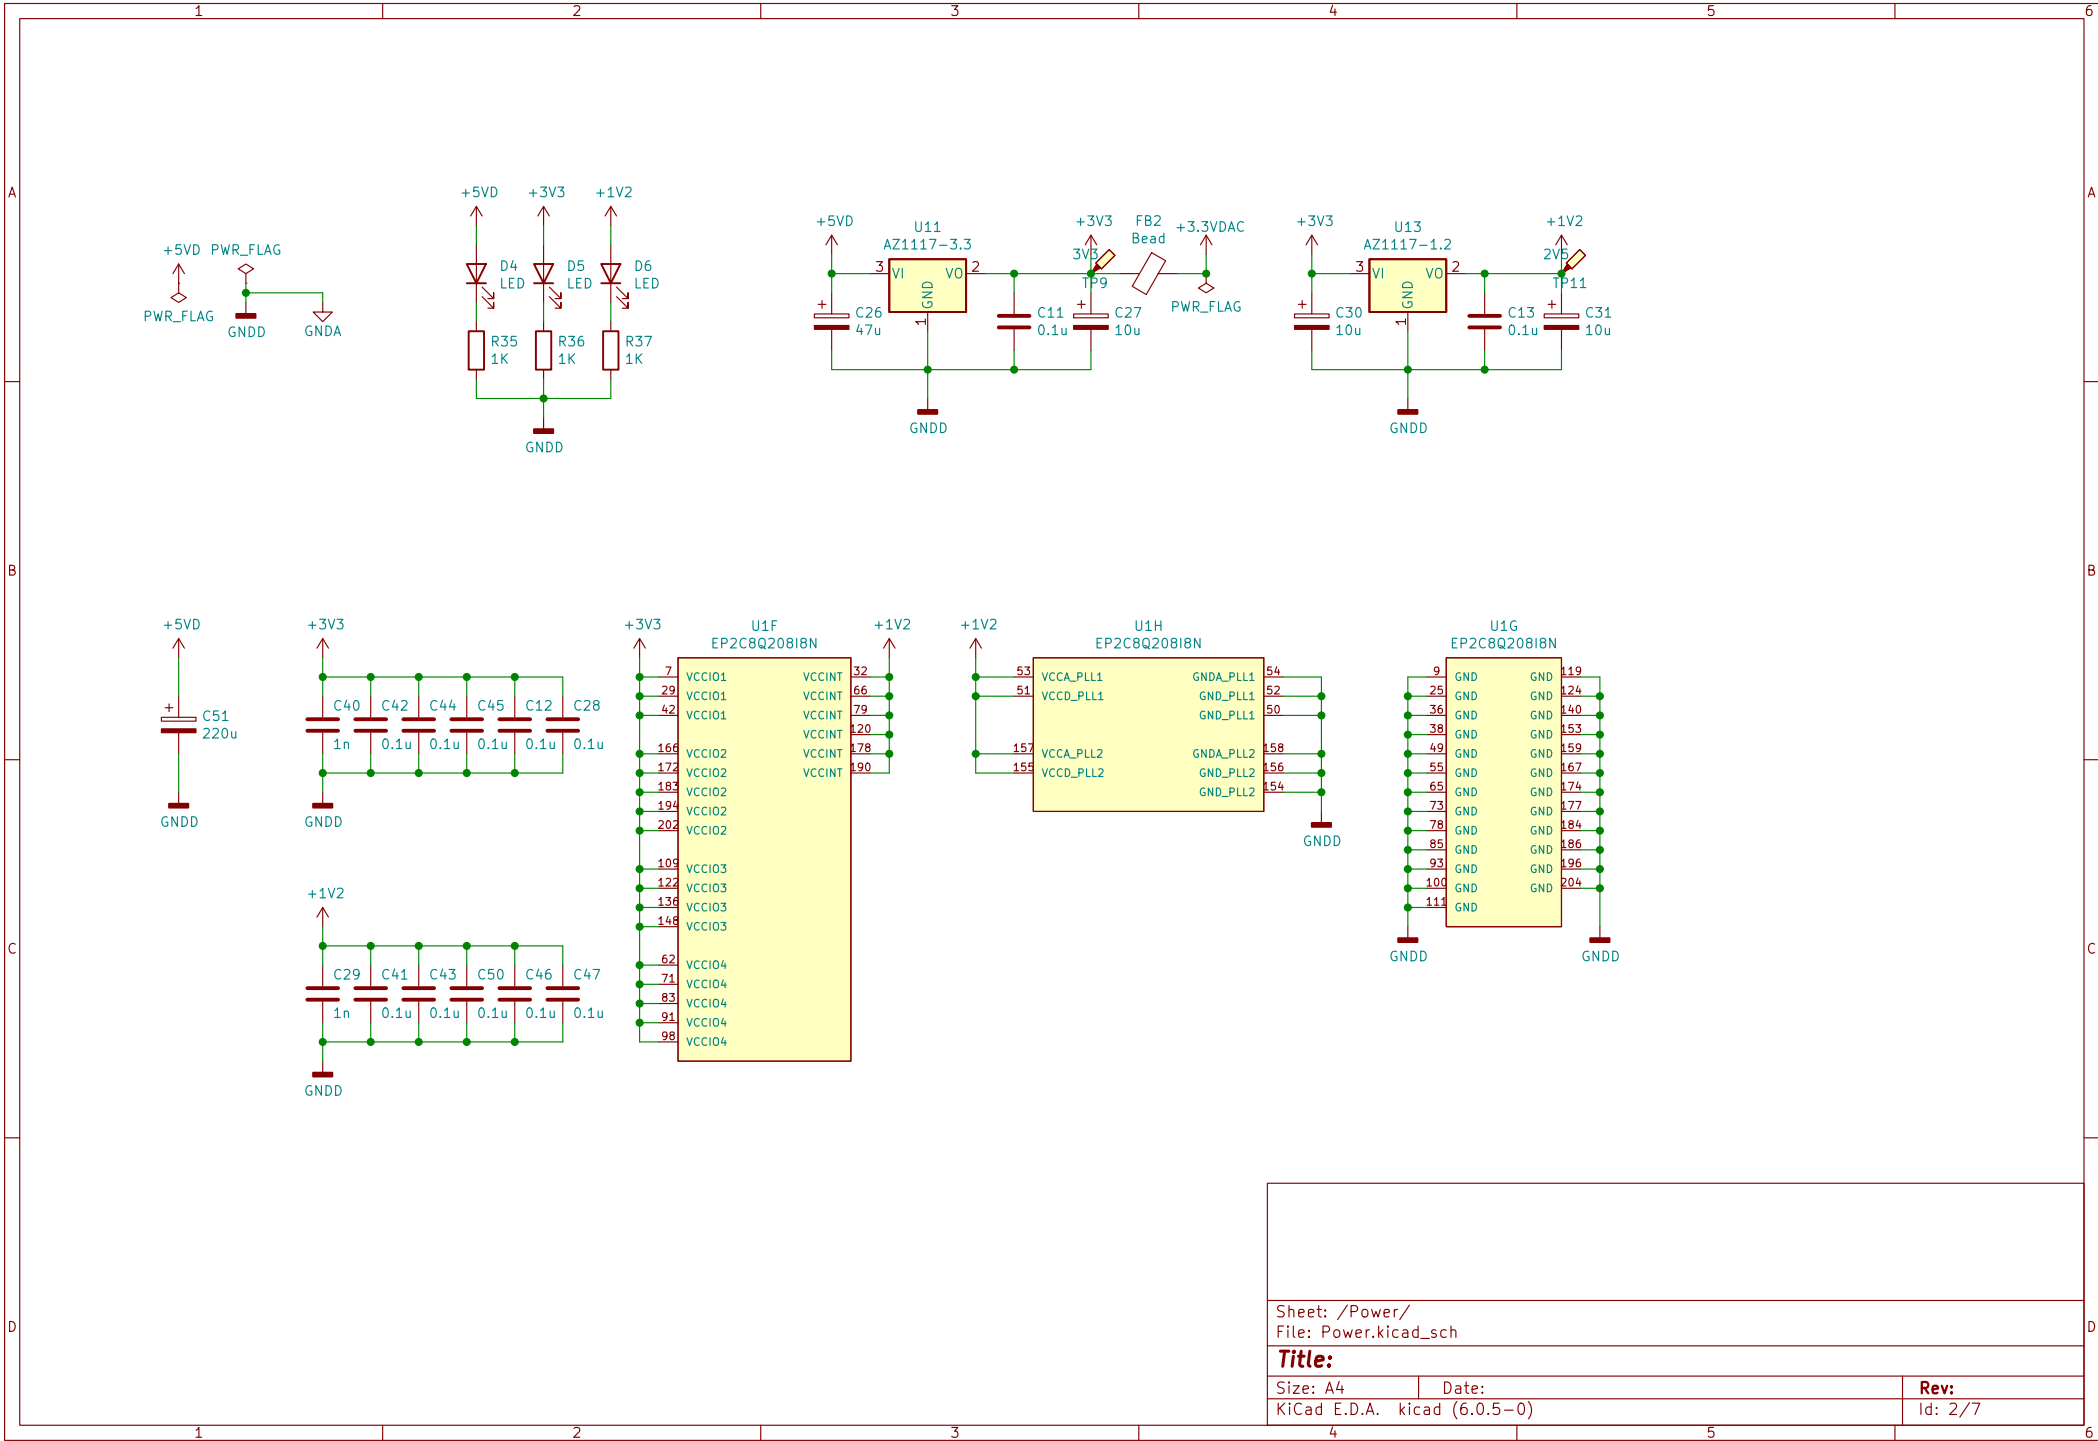 1 2 3 4 5 6
A A
B B
C C
D D
1 2 3 4 5 6
+5VD PWR_FLAG
PWR_FLAG
GNDD
GNDA
+5VD +3V3 +1V2
D4 D5 D6
LED LED LED
R35 R36 R37
1K 1K 1K
GNDD
+5VD
U11
AZ1117-3.3
3 VI VO 2
GND
1
+3V3
3V3
TP9
FB2
Bead
+3.3VDAC
PWR_FLAG
+ C26
47u
C11
0.1u
+ C27
10u
GNDD
+3V3
U13
AZ1117-1.2
3 VI VO 2
GND
1
+1V2
2V5
TP11
+ C30
10u
C13
0.1u
+ C31
10u
GNDD
+5VD
+ C51
220u
GNDD
+3V3
C40 C42 C44 C45 C12 C28
1n 0.1u 0.1u 0.1u 0.1u 0.1u
GNDD
+1V2
C29 C41 C43 C50 C46 C47
1n 0.1u 0.1u 0.1u 0.1u 0.1u
GNDD
+3V3
U1F
EP2C8Q208I8N
+1V2
7 VCCIO1 VCCINT 32
29 VCCIO1 VCCINT 66
42 VCCIO1 VCCINT 79
VCCINT 120
166 VCCIO2 VCCINT 178
172 VCCIO2 VCCINT 190
183 VCCIO2
194 VCCIO2
202 VCCIO2
109 VCCIO3
122 VCCIO3
136 VCCIO3
148 VCCIO3
62 VCCIO4
71 VCCIO4
83 VCCIO4
91 VCCIO4
98 VCCIO4
+1V2
U1H
EP2C8Q208I8N
53 VCCA_PLL1 GNDA_PLL1 54
51 VCCD_PLL1 GND_PLL1 52
GND_PLL1 50
157 VCCA_PLL2 GNDA_PLL2 158
155 VCCD_PLL2 GND_PLL2 156
GND_PLL2 154
GNDD
U1G
EP2C8Q208I8N
9 GND GND 119
25 GND GND 124
36 GND GND 140
38 GND GND 153
49 GND GND 159
55 GND GND 167
65 GND GND 174
73 GND GND 177
78 GND GND 184
85 GND GND 186
93 GND GND 196
100 GND GND 204
111 GND
GNDD GNDD
Sheet: /Power/
File: Power.kicad_sch
Title:
Size: A4 Date: Rev:
KiCad E.D.A. kicad (6.0.5-0) Id: 2/7